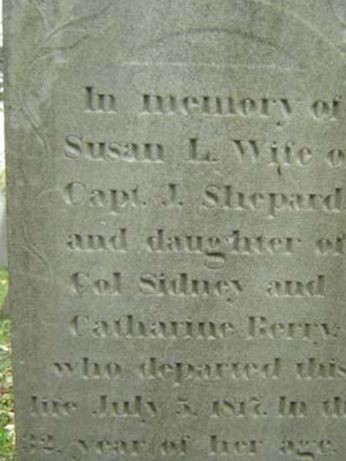 In memory of
Susan L. Wife o
Capt. J. Shepard
and daughter of
Col Sidney and
Catharine Berry.
who departed this
life July 5, 1817. In th
32. year of her age.